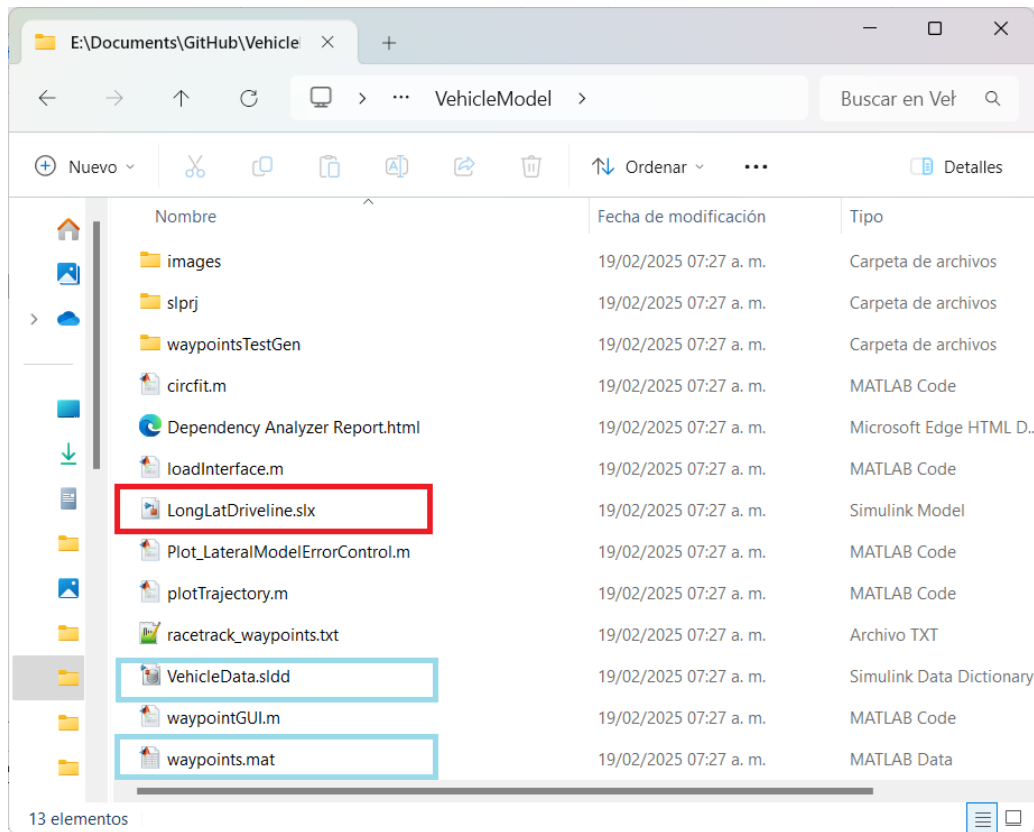 E:\Documents\GitHub\Vehicle
VehicleModel
Buscar en Veh
Nuevo
Ordenar
Detalles
Nombre Fecha de modificación Tipo
images 19/02/2025 07:27 a. m. Carpeta de archivos
slprj 19/02/2025 07:27 a. m. Carpeta de archivos
waypointsTestGen 19/02/2025 07:27 a. m. Carpeta de archivos
circfit.m 19/02/2025 07:27 a. m. MATLAB Code
Dependency Analyzer Report.html 19/02/2025 07:27 a. m. Microsoft Edge HTML D...
loadInterface.m 19/02/2025 07:27 a. m. MATLAB Code
LongLatDriveline.slx 19/02/2025 07:27 a. m. Simulink Model
Plot_LateralModelErrorControl.m 19/02/2025 07:27 a. m. MATLAB Code
plotTrajectory.m 19/02/2025 07:27 a. m. MATLAB Code
racetrack_waypoints.txt 19/02/2025 07:27 a. m. Archivo TXT
VehicleData.sldd 19/02/2025 07:27 a. m. Simulink Data Dictionary
waypointGUI.m 19/02/2025 07:27 a. m. MATLAB Code
waypoints.mat 19/02/2025 07:27 a. m. MATLAB Data
13 elementos